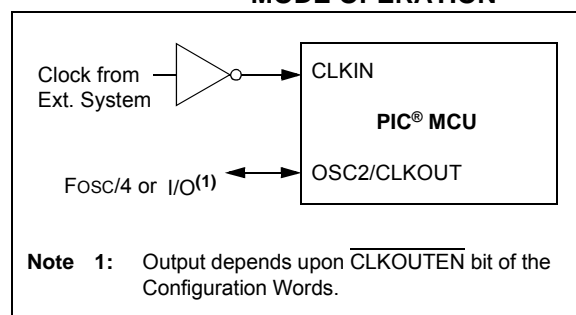 MODE OPERATION
Clock from
Ext. System
CLKIN
PIC® MCU
FOSC/4 or I/O(1)
OSC2/CLKOUT
Note 1: Output depends upon CLKOUTEN bit of the
Configuration Words.